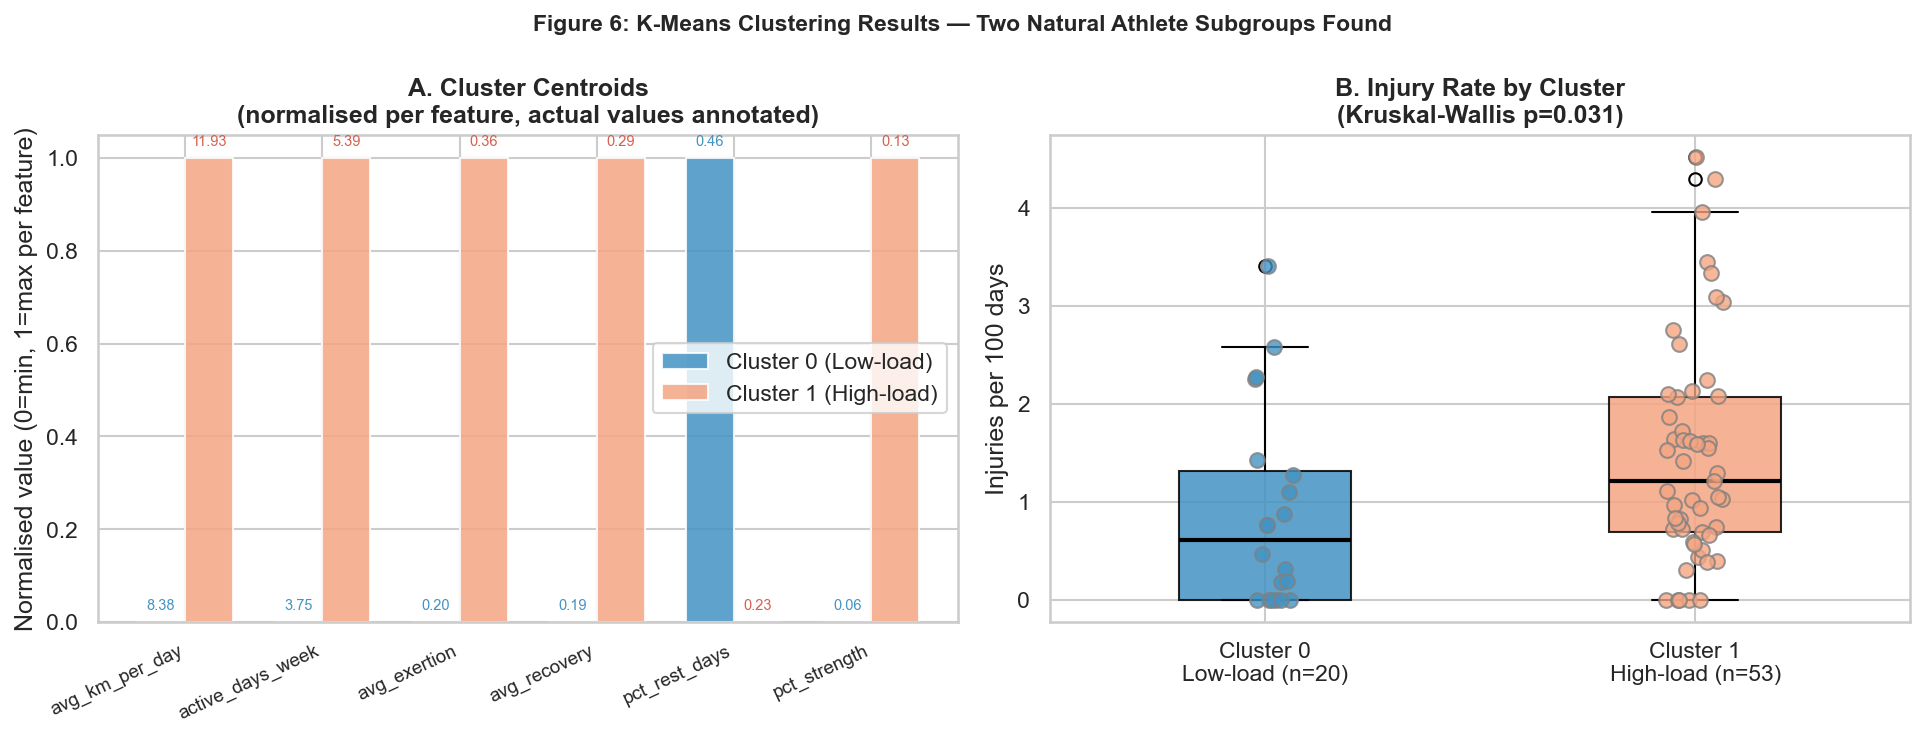 Figure 6: K-Means Clustering Results — Two Natural Athlete Subgroups Found
A. Cluster Centroids
(normalised per feature, actual values annotated)
Normalised value (0=min, 1=max per feature)
1.0
0.8
0.6
0.4
0.2
0.0
11.93
5.39
0.36
0.29
0.46
0.13
8.38
3.75
0.20
0.19
0.23
0.06
Cluster 0 (Low-load)
Cluster 1 (High-load)
avg_km_per_day
active_days_week
avg_exertion
avg_recovery
pct_rest_days
pct_strength
B. Injury Rate by Cluster
(Kruskal-Wallis p=0.031)
Injuries per 100 days
4
3
2
1
0
Cluster 0
Low-load (n=20)
Cluster 1
High-load (n=53)